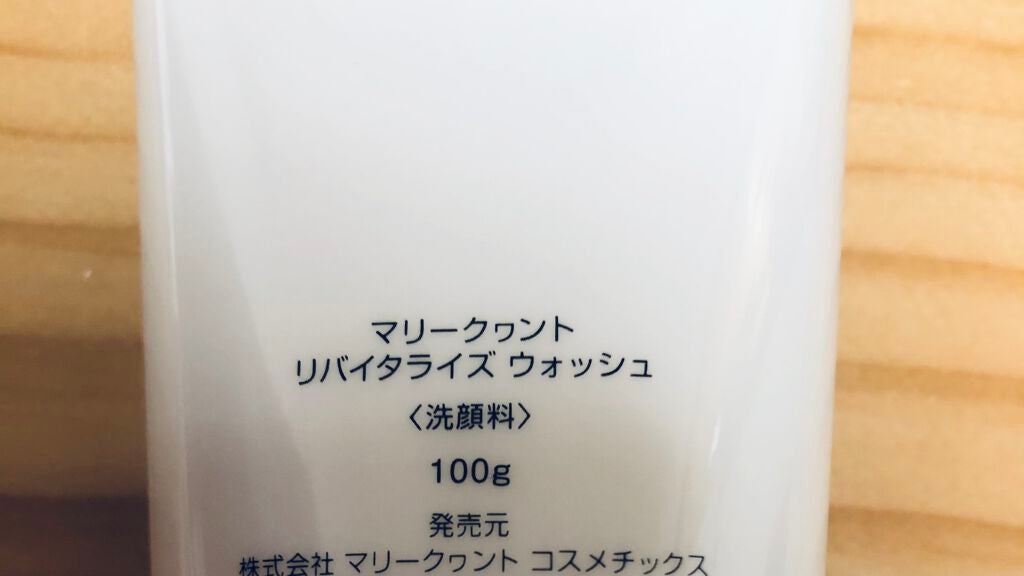 マリークヮント
リバイタライズ ウォッシュ
〈洗顔料〉
100g
発売元
株式会社 マリークヮント コスメチックス